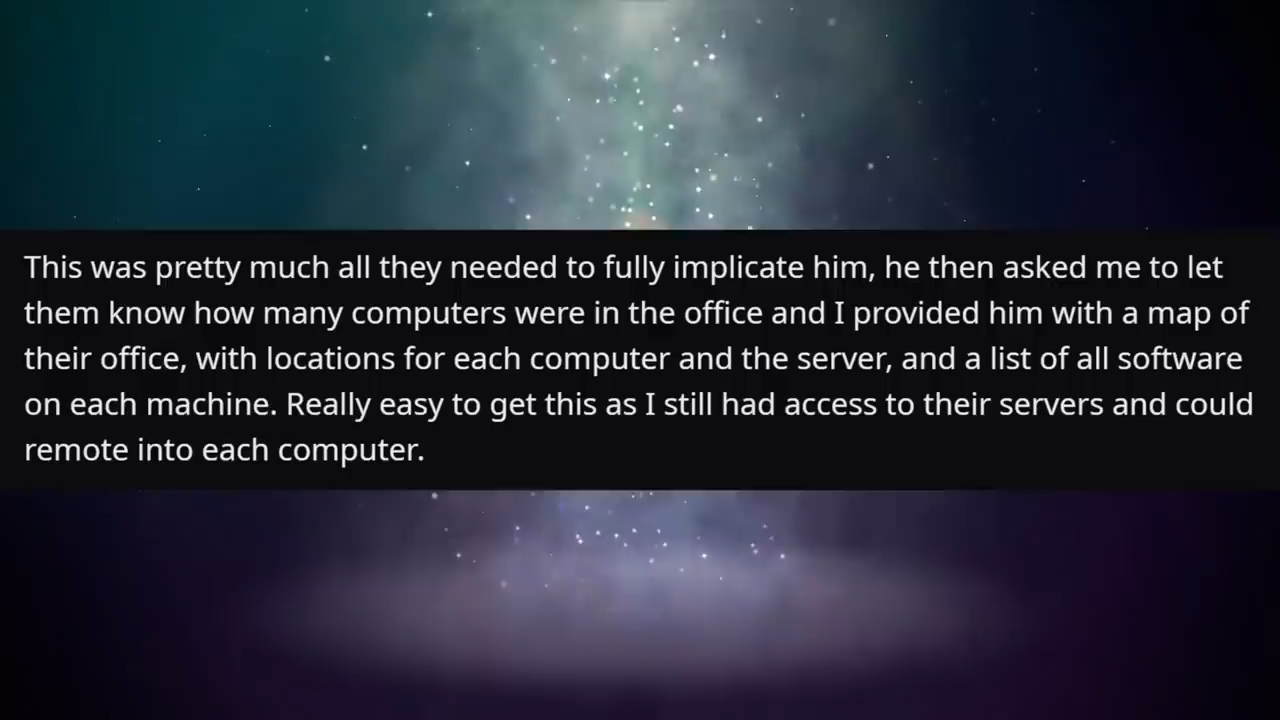 This was pretty much all they needed to fully implicate him, he then asked me to let
them know how many computers were in the office and I provided him with a map of
their office, with locations for each computer and the server, and a list of all software
on each machine. Really easy to get this as I still had access to their servers and could
remote into each computer.